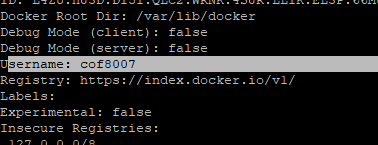 Docker Root Dir: /var/lib/docker
Debug Mode (client): false
Debug Mode (server): false
Username: cof8007
Registry: https://index.docker.io/v1/
Labels:
Experimental: false
Insecure Registries:
127.0.0.0/8